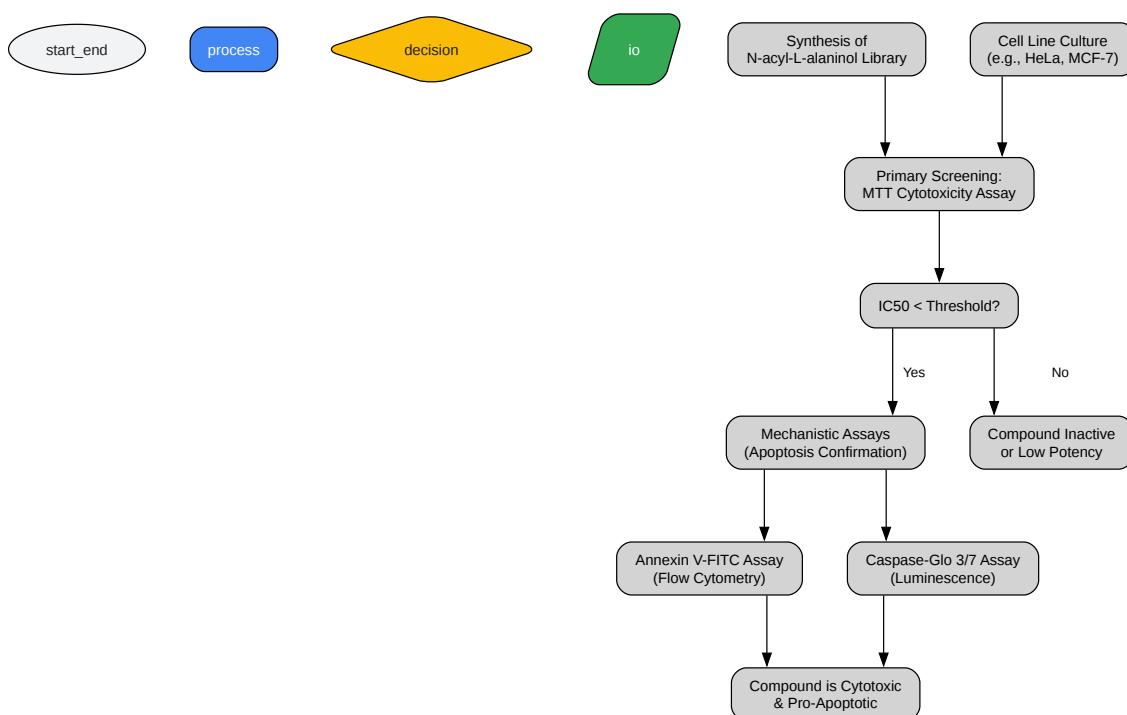 start_end
process
decision
io
Synthesis of
N-acyl-L-alaninol Library
Cell Line Culture
(e.g., HeLa, MCF-7)
Primary Screening:
MTT Cytotoxicity Assay
IC50 < Threshold?
Yes
No
Mechanistic Assays
(Apoptosis Confirmation)
Compound Inactive
or Low Potency
Annexin V-FITC Assay
(Flow Cytometry)
Caspase-Glo 3/7 Assay
(Luminescence)
Compound is Cytotoxic
& Pro-Apoptotic